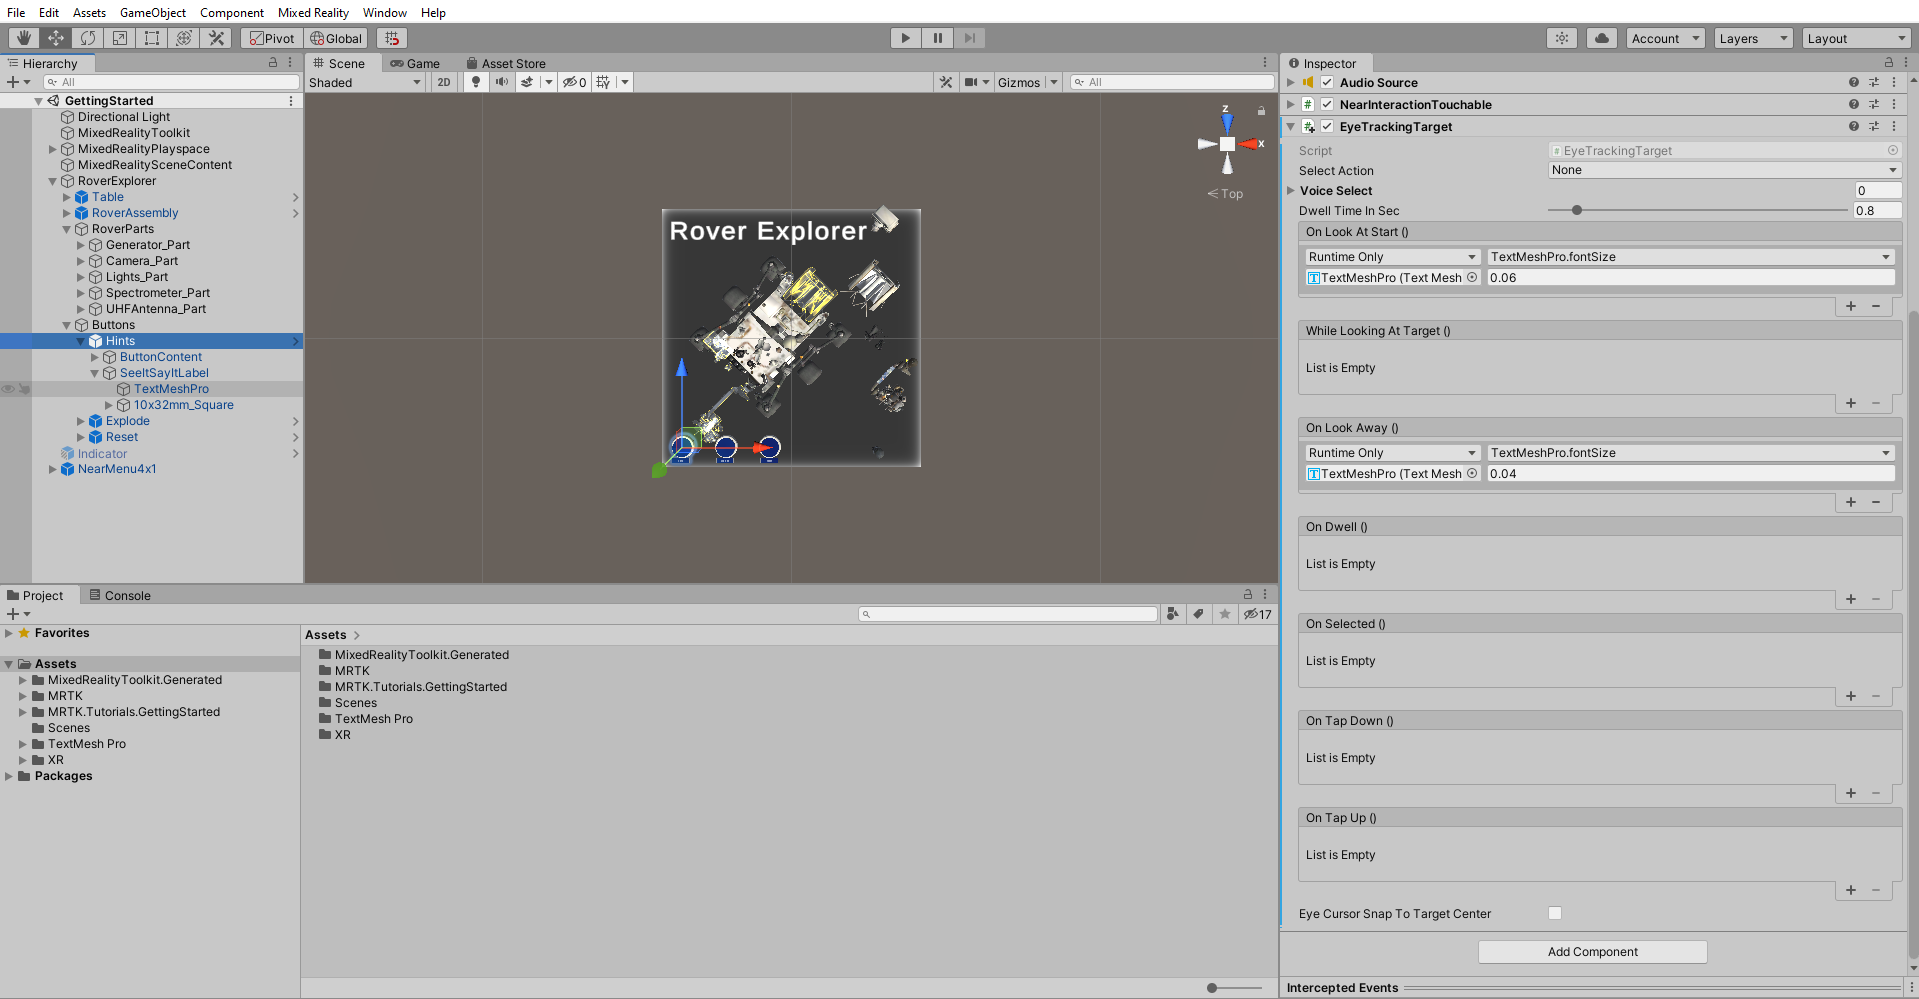 File Edit Assets GameObject Component Mixed Reality Window Help
Pivot Global Account Layers Layout
Hierarchy
All
GettingStarted
Directional Light
MixedRealityToolkit
MixedRealityPlayspace
MixedRealitySceneContent
RoverExplorer
Table
RoverAssembly
RoverParts
Generator_Part
Camera_Part
Lights_Part
Spectrometer_Part
UHFAntenna_Part
Buttons
Hints
ButtonContent
SeeItSayItLabel
TextMeshPro
10x32mm_Square
Explode
Reset
Indicator
NearMenu4x1
Scene Game Asset Store
Shaded 2D 0 Gizmos All
z
x
Top
Rover Explorer
Project Console
17
Favorites
Assets
MixedRealityToolkit.Generated
MRTK
MRTK.Tutorials.GettingStarted
Scenes
TextMesh Pro
XR
Packages
Assets
MixedRealityToolkit.Generated
MRTK
MRTK.Tutorials.GettingStarted
Scenes
TextMesh Pro
XR
Inspector
Audio Source
NearInteractionTouchable
EyeTrackingTarget
Script EyeTrackingTarget
Select Action None
Voice Select 0
Dwell Time In Sec 0.8
On Look At Start ()
Runtime Only TextMeshPro.fontSize
TextMeshPro (Text Mesh 0.06
While Looking At Target ()
List is Empty
On Look Away ()
Runtime Only TextMeshPro.fontSize
TextMeshPro (Text Mesh 0.04
On Dwell ()
List is Empty
On Selected ()
List is Empty
On Tap Down ()
List is Empty
On Tap Up ()
List is Empty
Eye Cursor Snap To Target Center
Add Component
Intercepted Events